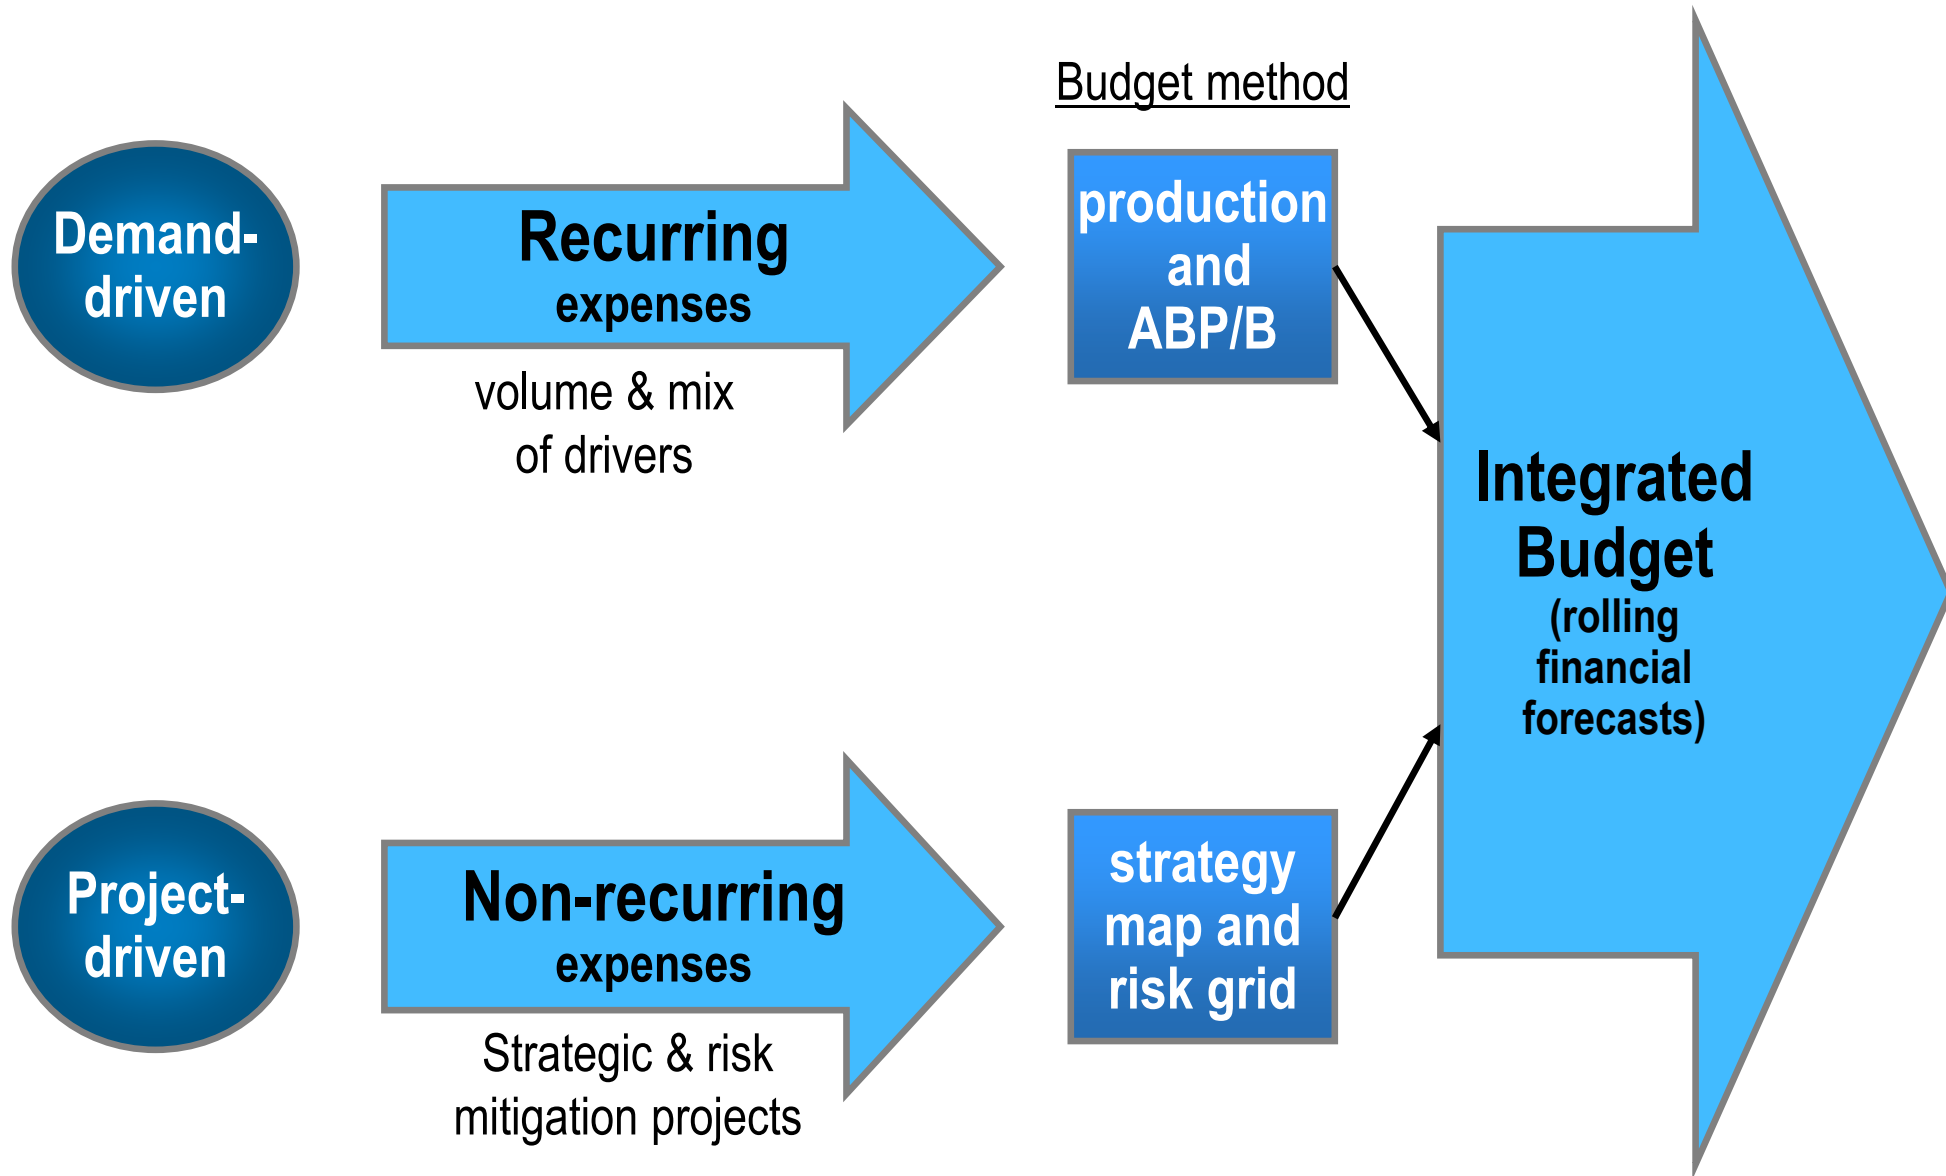 Budget method
Demand-
driven
Recurring
expenses
volume & mix
of drivers
production
and
ABP/B
Project-
driven
Non-recurring
expenses
Strategic & risk
mitigation projects
strategy
map and
risk grid
Integrated
Budget
(rolling
financial
forecasts)